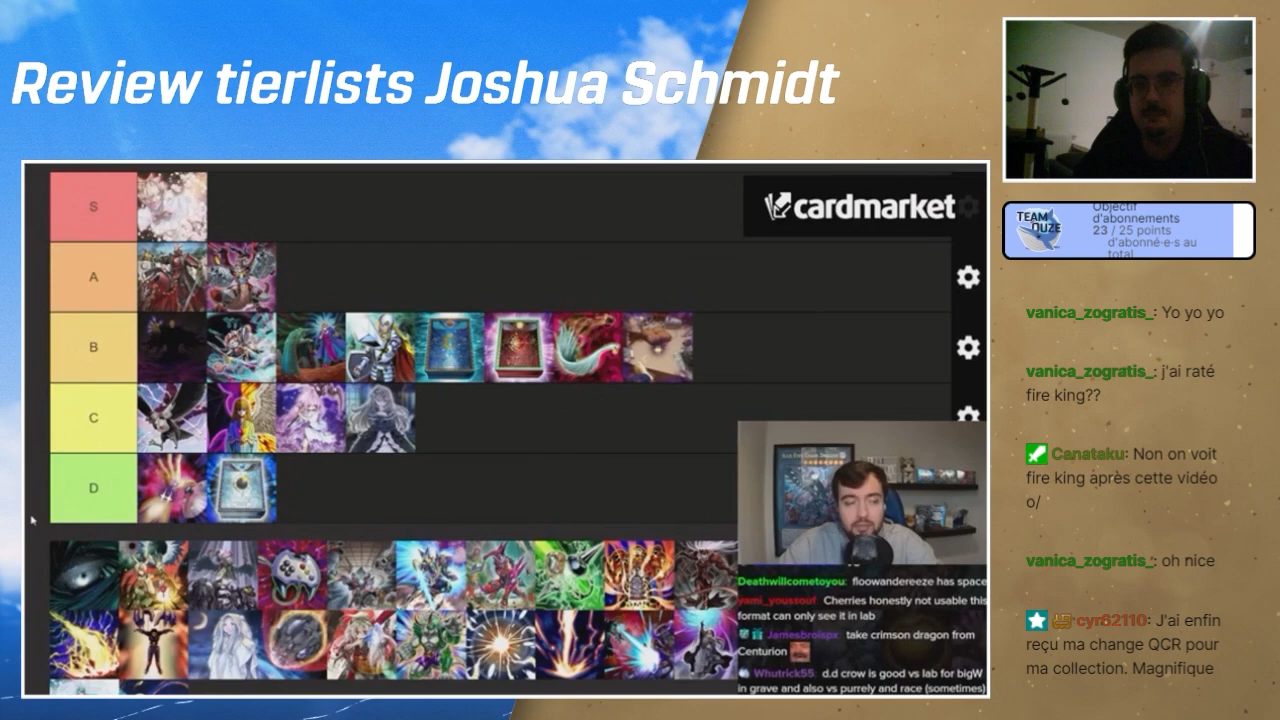 Review tierlists Joshua Schmidt
S
A
B
C
D
cardmarket
Deathwillcometoyou: floowandereeze has space
yami_youssouf Cherries honestly not usable this
format can only see it in lab
Jamesbroispx: take crimson dragon from
Centurion
Whutrick55: d.d crow is good vs lab for bigW
in grave and also vs purrely and race (sometimes)
TEAM
OUZE
Objectif
d'abonnements
23 / 25 points
d'abonné·e·s au
total
vanica_zogratis_: Yo yo yo
vanica_zogratis_: j'ai raté
fire king??
Canataku: Non on voit
fire king après cette vidéo
o/
vanica_zogratis_: oh nice
cyr62110: J'ai enfin
reçu ma change QCR pour
ma collection. Magnifique